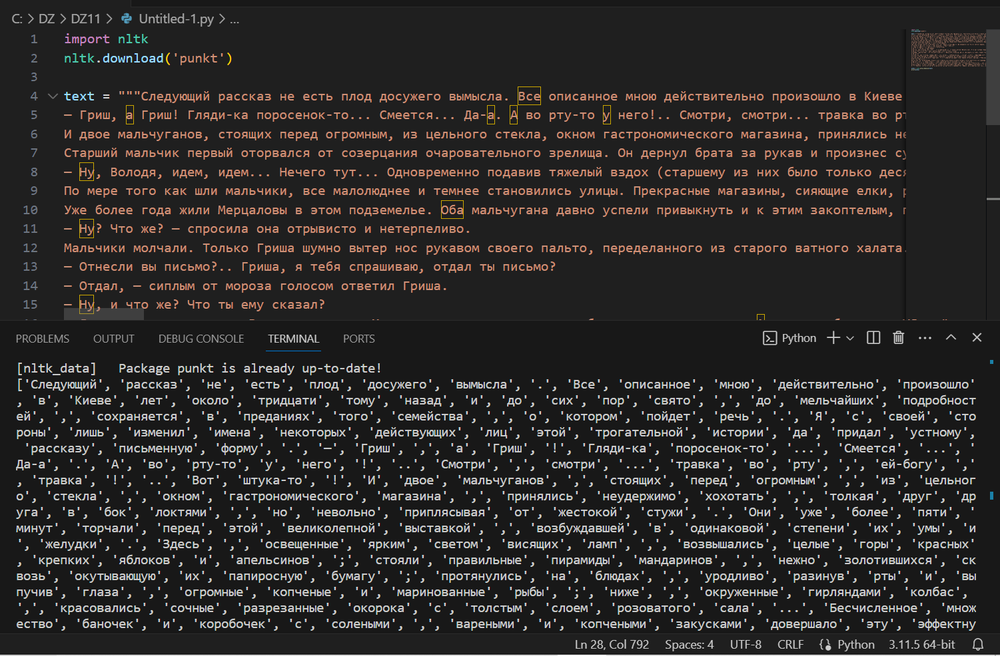 C: > DZ > DZ11 > Untitled-1.py > ...
1 import nltk
2 nltk.download('punkt')
3
4 text = """Следующий рассказ не есть плод досужего вымысла. Все описанное мною действительно произошло в Киеве
5 — Гриш, а Гриш! Гляди-ка поросенок-то... Смеется... Да-а. А во рту-то у него!.. Смотри, смотри... травка во рт
6 И двое мальчуганов, стоящих перед огромным, из цельного стекла, окном гастрономического магазина, принялись не
7 Старший мальчик первый оторвался от созерцания очаровательного зрелища. Он дернул брата за рукав и произнес су
8 — Ну, Володя, идем, идем... Нечего тут... Одновременно подавив тяжелый вздох (старшему из них было только деся
9 По мере того как шли мальчики, все малолюднее и темнее становились улицы. Прекрасные магазины, сияющие елки, р
10 Уже более года жили Мерцаловы в этом подземелье. Оба мальчугана давно успели привыкнуть и к этим закоптелым, п
11 — Ну? Что же? — спросила она отрывисто и нетерпеливо.
12 Мальчики молчали. Только Гриша шумно вытер нос рукавом своего пальто, переделанного из старого ватного халата.
13 — Отнесли вы письмо?.. Гриша, я тебя спрашиваю, отдал ты письмо?
14 — Отдал, — сиплым от мороза голосом ответил Гриша.
15 — Ну, и что же? Что ты ему сказал?
PROBLEMS OUTPUT DEBUG CONSOLE TERMINAL PORTS Python
[nltk_data]   Package punkt is already up-to-date!
['Следующий', 'рассказ', 'не', 'есть', 'плод', 'досужего', 'вымысла', '.', 'Все', 'описанное', 'мною', 'действительно', 'произошло'
, 'в', 'Киеве', 'лет', 'около', 'тридцати', 'тому', 'назад', 'и', 'до', 'сих', 'пор', 'свято', ',', 'до', 'мельчайших', 'подробност
ей', ',', 'сохраняется', 'в', 'преданиях', 'того', 'семейства', ',', 'о', 'котором', 'пойдет', 'речь', '.', 'Я', 'с', 'своей', 'сто
роны', 'лишь', 'изменил', 'имена', 'некоторых', 'действующих', 'лиц', 'этой', 'трогательной', 'истории', 'да', 'придал', 'устному',
'рассказу', 'письменную', 'форму', '.', '—', 'Гриш', ',', 'а', 'Гриш', '!', 'Гляди-ка', 'поросенок-то', '...', 'Смеется', '...', '
Да-а', '.', 'А', 'во', 'рту-то', 'у', 'него', '!', '..', 'Смотри', ',', 'смотри', '...', 'травка', 'во', 'рту', ',', 'ей-богу', ','
, 'травка', '!', '..', 'Вот', 'штука-то', '!', 'И', 'двое', 'мальчуганов', ',', 'стоящих', 'перед', 'огромным', ',', 'из', 'цельног
о', 'стекла', ',', 'окном', 'гастрономического', 'магазина', ',', 'принялись', 'неудержимо', 'хохотать', ',', 'толкая', 'друг', 'др
уга', 'в', 'бок', 'локтями', ',', 'но', 'невольно', 'приплясывая', 'от', 'жестокой', 'стужи', '.', 'Они', 'уже', 'более', 'пяти', '
минут', 'торчали', 'перед', 'этой', 'великолепной', 'выставкой', ',', 'возбуждавшей', 'в', 'одинаковой', 'степени', 'их', 'умы', 'и
', 'желудки', '.', 'Здесь', ',', 'освещенные', 'ярким', 'светом', 'висящих', 'ламп', ',', 'возвышались', 'целые', 'горы', 'красных'
, 'крепких', 'яблоков', 'и', 'апельсинов', ';', 'стояли', 'правильные', 'пирамиды', 'мандаринов', ',', 'нежно', 'золотившихся', 'ск
возь', 'окутывающую', 'их', 'папиросную', 'бумагу', ';', 'протянулись', 'на', 'блюдах', ',', 'уродливо', 'разинув', 'рты', 'и', 'вы
пучив', 'глаза', ',', 'огромные', 'копченые', 'и', 'маринованные', 'рыбы', ';', 'ниже', ',', 'окруженные', 'гирляндами', 'колбас',
',', 'красовались', 'сочные', 'разрезанные', 'окорока', 'с', 'толстым', 'слоем', 'розоватого', 'сала', '...', 'Бесчисленное', 'множ
ество', 'баночек', 'и', 'коробочек', 'с', 'солеными', ',', 'вареными', 'и', 'копчеными', 'закусками', 'довершало', 'эту', 'эффектну
Ln 28, Col 792 Spaces: 4 UTF-8 CRLF Python 3.11.5 64-bit